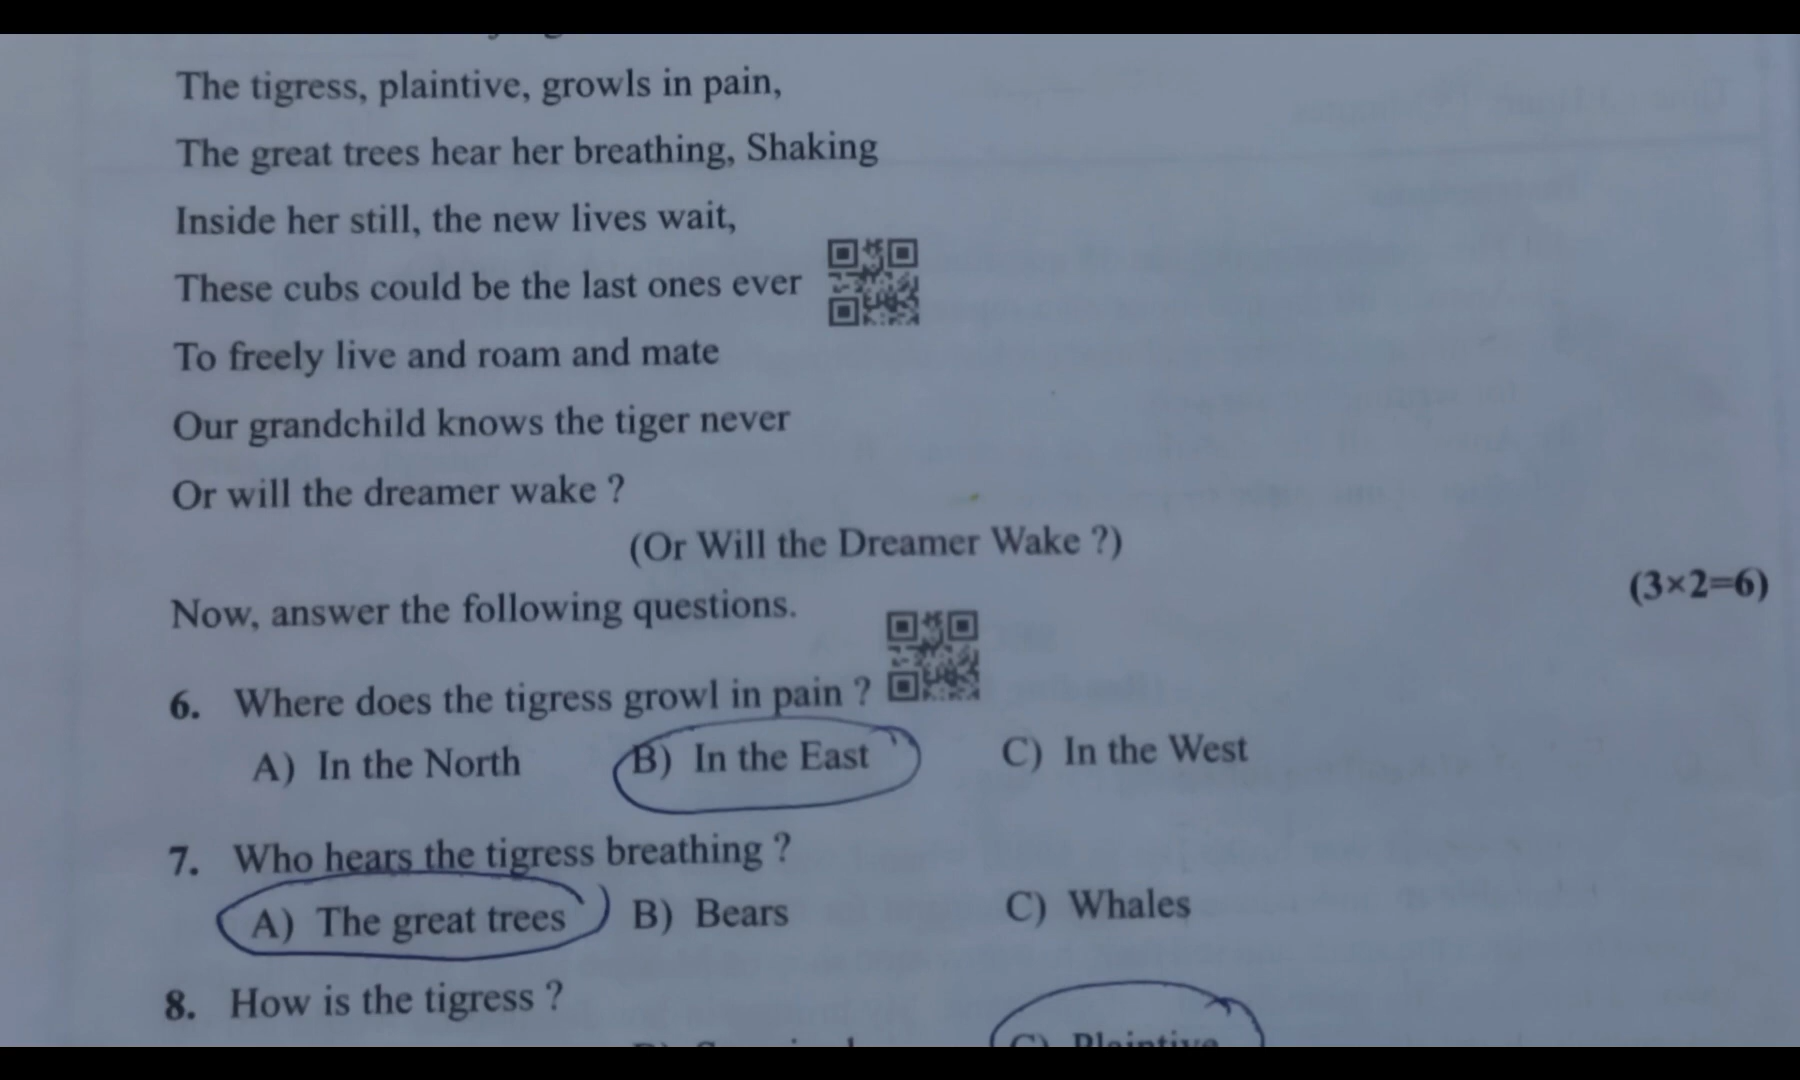 The tigress, plaintive, growls in pain,
The great trees hear her breathing, Shaking
Inside her still, the new lives wait,
These cubs could be the last ones ever
To freely live and roam and mate
Our grandchild knows the tiger never
Or will the dreamer wake ?
(Or Will the Dreamer Wake ?)
(3×2=6)
Now, answer the following questions.
6. Where does the tigress growl in pain ?
A) In the North B) In the East C) In the West
7. Who hears the tigress breathing ?
A) The great trees B) Bears C) Whales
8. How is the tigress ?
C) Plaintive